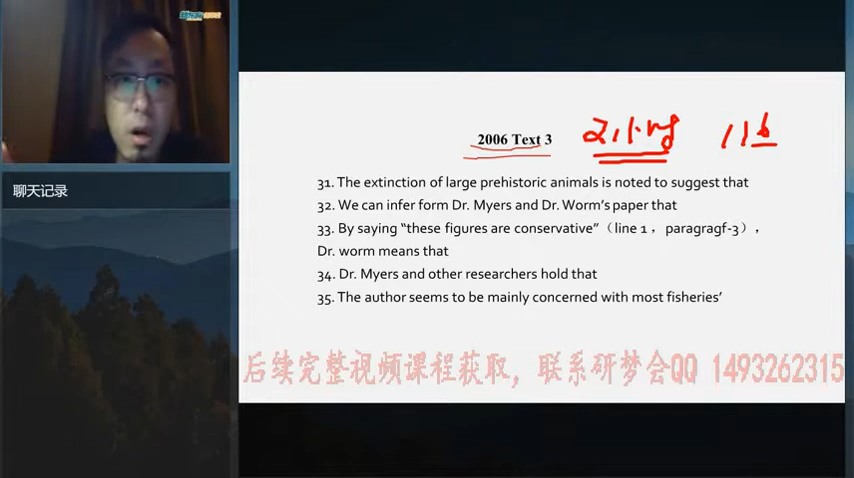 聊天记录
2006 Text 3
2小时
31. The extinction of large prehistoric animals is noted to suggest that
32. We can infer form Dr. Myers and Dr. Worm's paper that
33. By saying “these figures are conservative”（line 1， paragragf-3），
Dr. worm means that
34. Dr. Myers and other researchers hold that
35. The author seems to be mainly concerned with most fisheries’
后续完整视频课程获取，联系研梦会QQ 1493262315